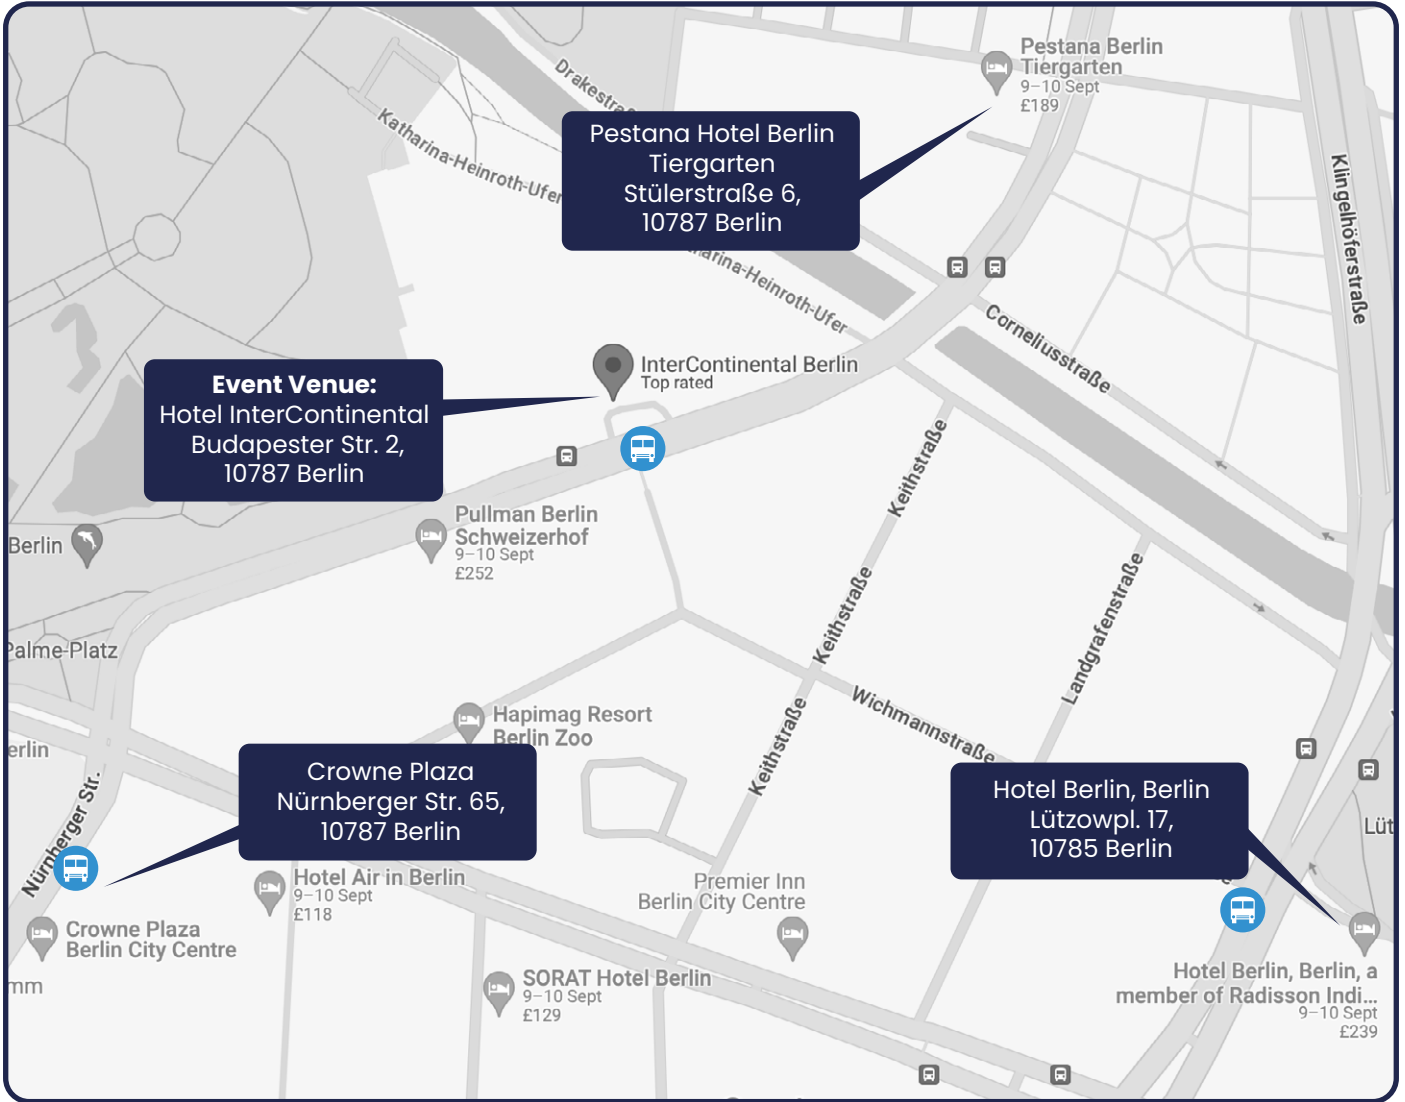 Pestana Berlin
Tiergarten
9–10 Sept
£189
Drakestraße
Katharina-Heinroth-Ufer
Pestana Hotel Berlin
Tiergarten
Stülerstraße 6,
10787 Berlin
Klingelhöferstraße
Katharina-Heinroth-Ufer
Corneliusstraße
InterContinental Berlin
Top rated
Event Venue:
Hotel InterContinental
Budapester Str. 2,
10787 Berlin
Keithstraße
Pullman Berlin
Schweizerhof
9–10 Sept
£252
Berlin
Keithstraße
Landgrafenstraße
Palme-Platz
Wichmannstraße
Hapimag Resort
Berlin Zoo
Keithstraße
erlin
Crowne Plaza
Nürnberger Str. 65,
10787 Berlin
Hotel Berlin, Berlin
Lützowpl. 17,
10785 Berlin
Nürnberger Str.
Lüt
Hotel Air in Berlin
9–10 Sept
£118
Premier Inn
Berlin City Centre
Crowne Plaza
Berlin City Centre
SORAT Hotel Berlin
9–10 Sept
£129
Hotel Berlin, Berlin, a
member of Radisson Indi...
9–10 Sept
£239
mm